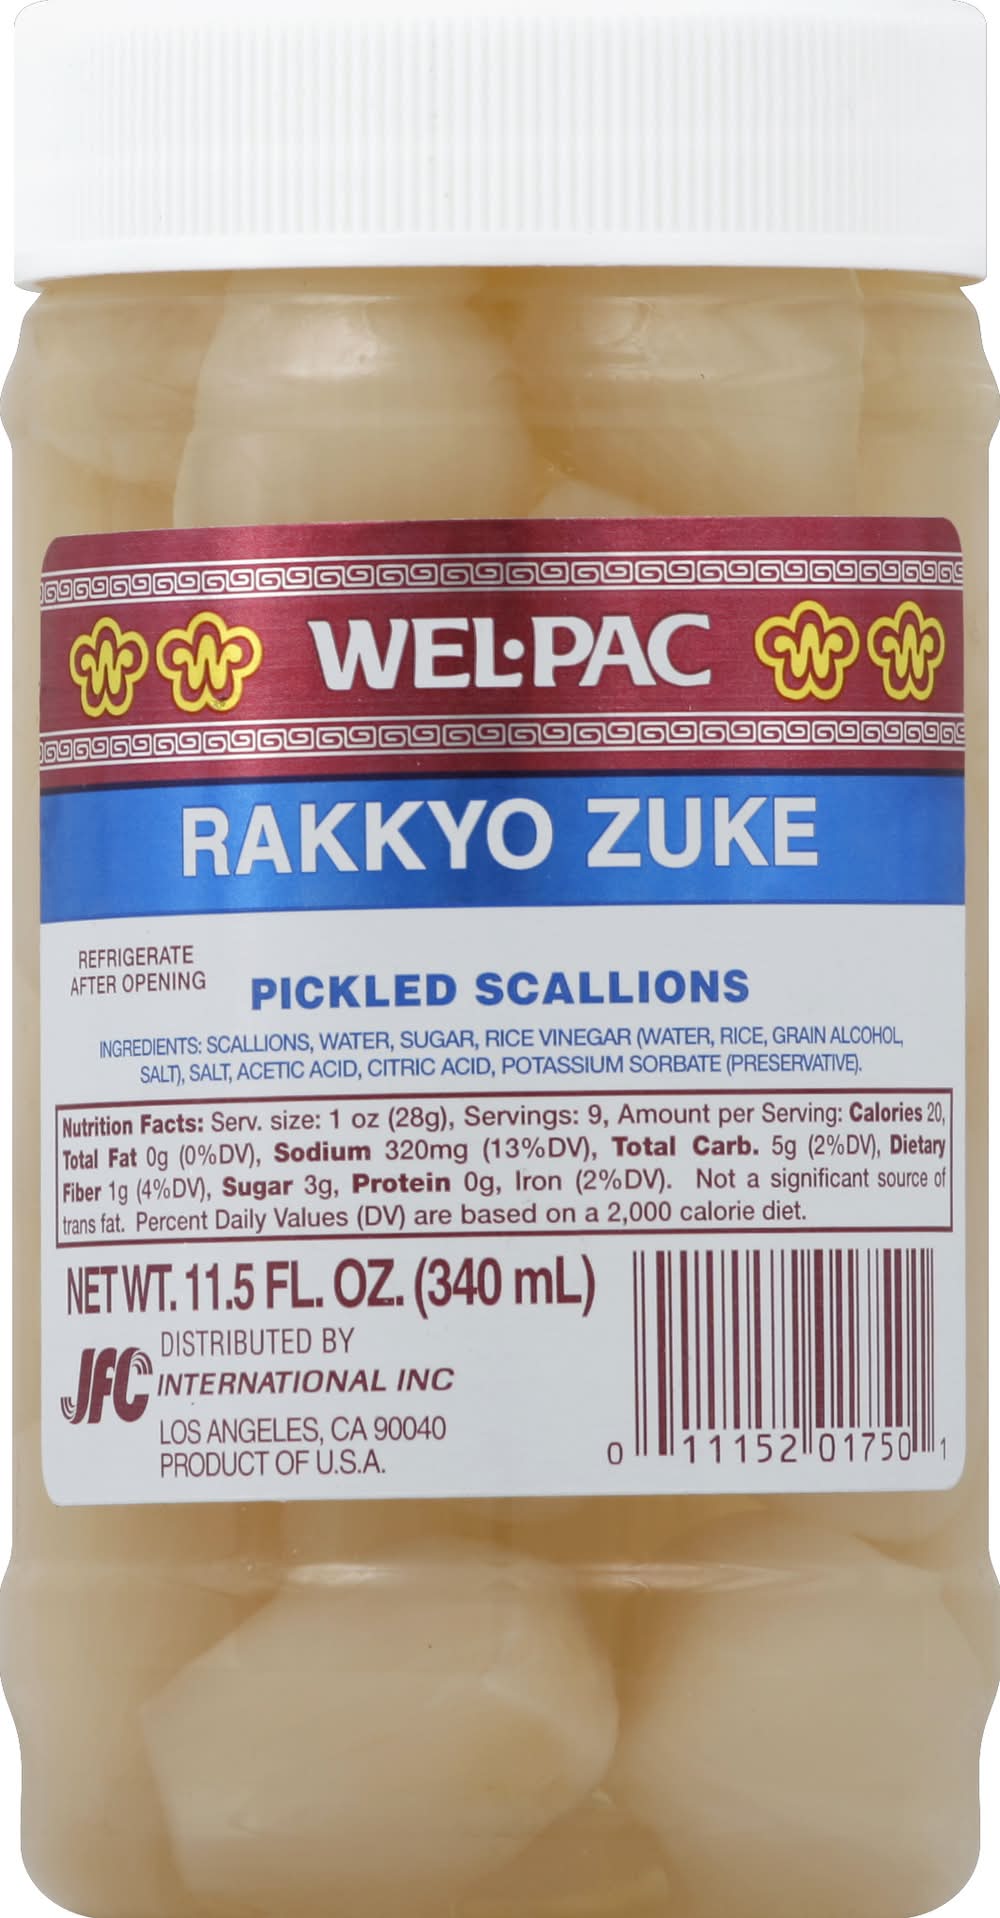 WEL·PAC
RAKKYO ZUKE
REFRIGERATE
AFTER OPENING
PICKLED SCALLIONS
INGREDIENTS: SCALLIONS, WATER, SUGAR, RICE VINEGAR (WATER, RICE, GRAIN ALCOHOL,
SALT), SALT, ACETIC ACID, CITRIC ACID, POTASSIUM SORBATE (PRESERVATIVE).
Nutrition Facts: Serv. size: 1 oz (28g), Servings: 9, Amount per Serving: Calories 20,
Total Fat 0g (0%DV), Sodium 320mg (13%DV), Total Carb. 5g (2%DV), Dietary
Fiber 1g (4%DV), Sugar 3g, Protein 0g, Iron (2%DV). Not a significant source of
trans fat. Percent Daily Values (DV) are based on a 2,000 calorie diet.
NET WT. 11.5 FL. OZ. (340 mL)
JFC
DISTRIBUTED BY
INTERNATIONAL INC
LOS ANGELES, CA 90040
PRODUCT OF U.S.A.
0 11152 01750 1